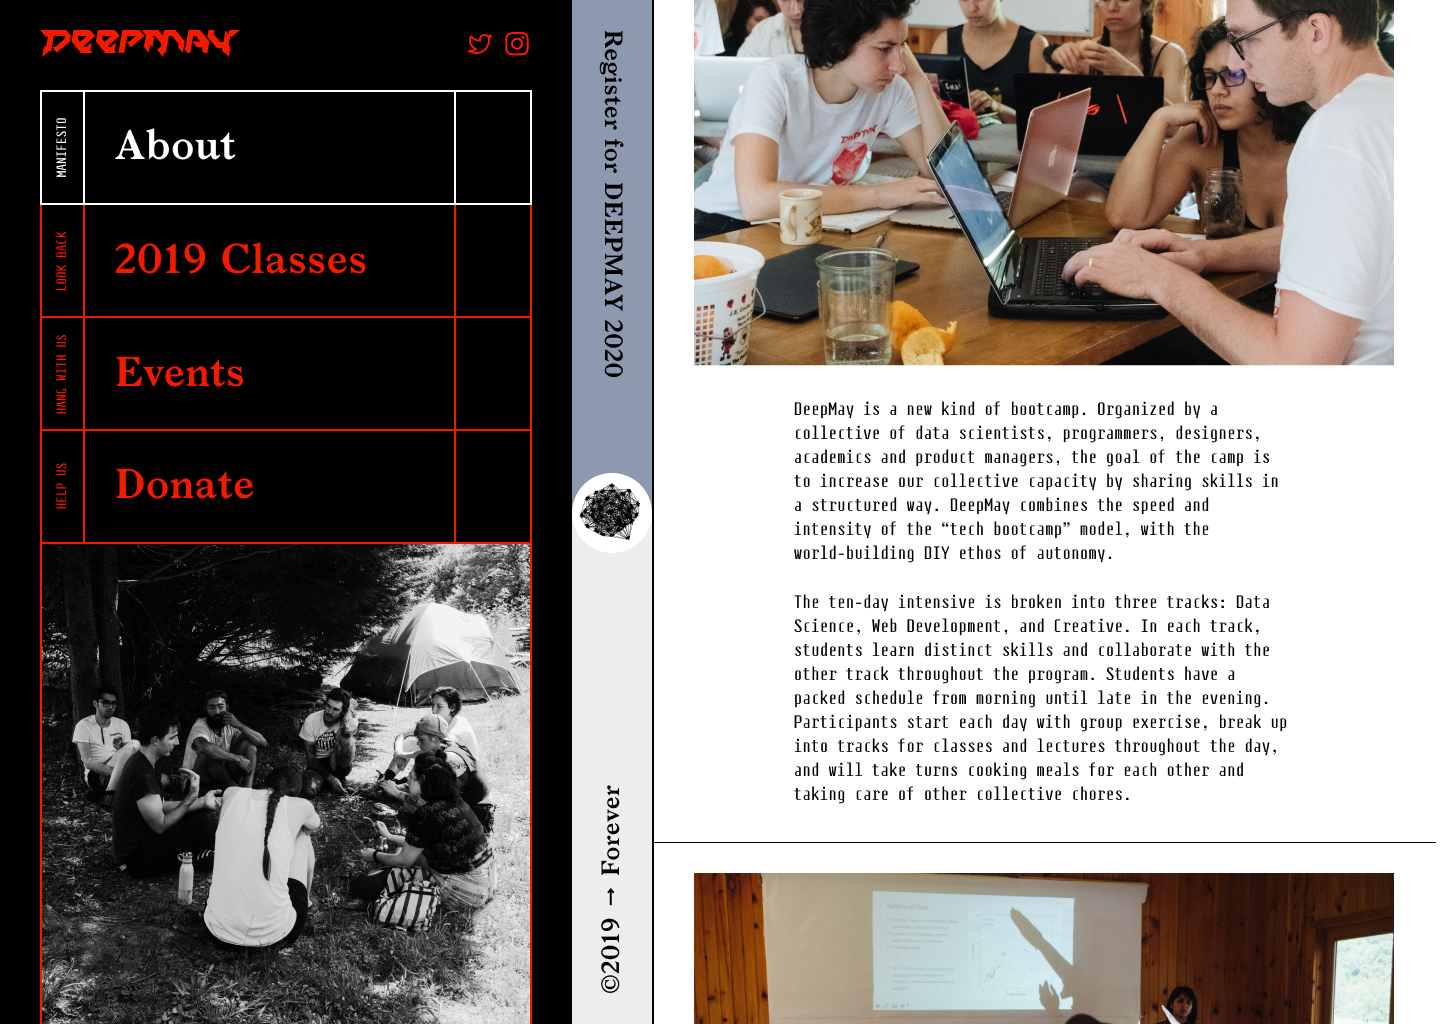 DEEPMAY
MANIFESTO
About
LOOK BACK
2019 Classes
HANG WITH US
Events
HELP US
Donate
Register for DEEPMAY 2020
©2019 → Forever
DEEPMAY
DeepMay is a new kind of bootcamp. Organized by a
collective of data scientists, programmers, designers,
academics and product managers, the goal of the camp is
to increase our collective capacity by sharing skills in
a structured way. DeepMay combines the speed and
intensity of the “tech bootcamp” model, with the
world-building DIY ethos of autonomy.
The ten-day intensive is broken into three tracks: Data
Science, Web Development, and Creative. In each track,
students learn distinct skills and collaborate with the
other track throughout the program. Students have a
packed schedule from morning until late in the evening.
Participants start each day with group exercise, break up
into tracks for classes and lectures throughout the day,
and will take turns cooking meals for each other and
taking care of other collective chores.
Relational Data